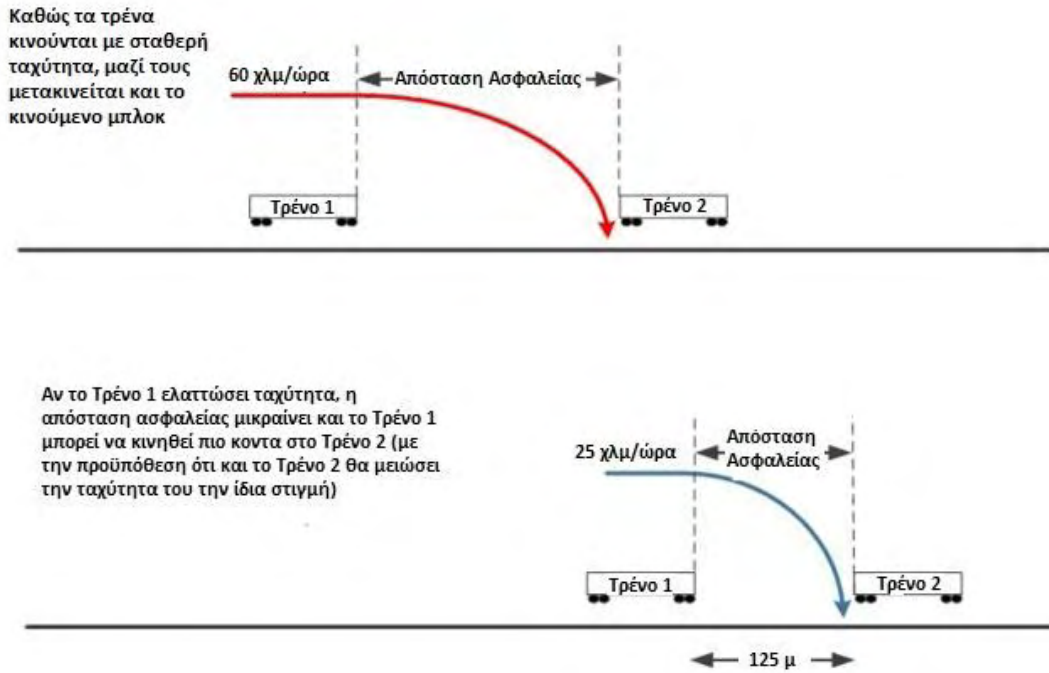 Καθώς τα τρένα
κινούνται με σταθερή
ταχύτητα, μαζί τους
μετακινείται και το
κινούμενο μπλοκ
60 χλμ/ώρα
Απόσταση Ασφαλείας
Τρένο 1
Τρένο 2
Αν το Τρένο 1 ελαττώσει ταχύτητα, η
απόσταση ασφαλείας μικραίνει και το Τρένο 1
μπορεί να κινηθεί πιο κοντα στο Τρένο 2 (με
την προϋπόθεση ότι και το Τρένο 2 θα μειώσει
την ταχύτητα του την ίδια στιγμή)
25 χλμ/ώρα
Απόσταση
Ασφαλείας
Τρένο 1
Τρένο 2
125 μ